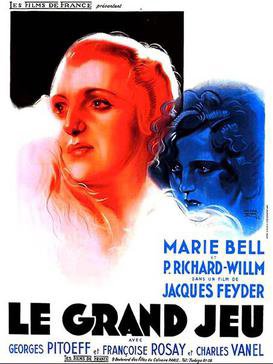 LES FILMS DE FRANCE
présentent
MARIE BELL
ET
P. RICHARD-WILLM
DANS UN FILM DE
JACQUES FEYDER
LE GRAND JEU
AVEC
GEORGES PITOEFF ET FRANÇOISE ROSAY ET CHARLES VANEL
LES FILMS DE FRANCE